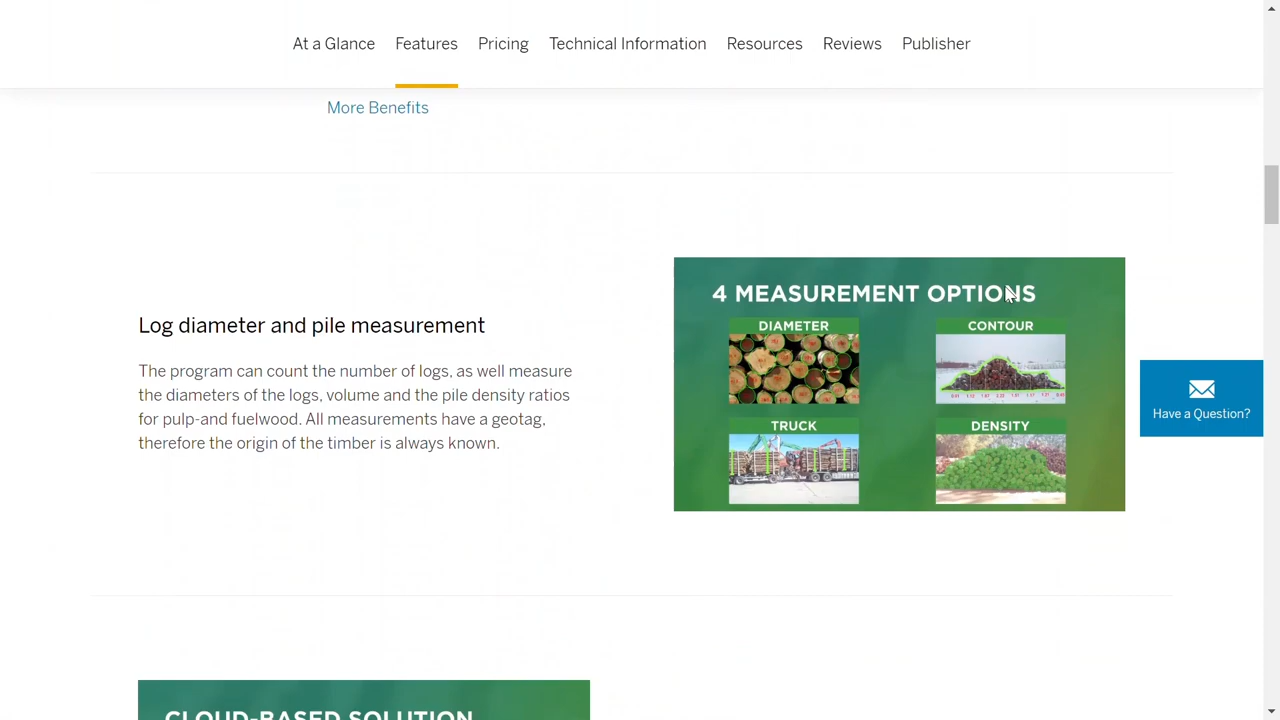 At a Glance Features Pricing Technical Information Resources Reviews Publisher
More Benefits
Log diameter and pile measurement
The program can count the number of logs, as well measure
the diameters of the logs, volume and the pile density ratios
for pulp-and fuelwood. All measurements have a geotag,
therefore the origin of the timber is always known.
4 MEASUREMENT OPTIONS
DIAMETER CONTOUR
TRUCK DENSITY
Have a Question?
CLOUD-BASED SOLUTION